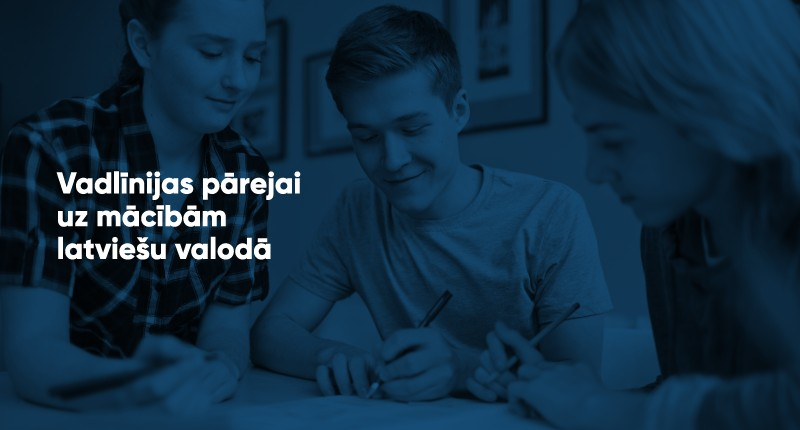 Vadlīnijas pārejai
uz mācībām
latviešu valodā